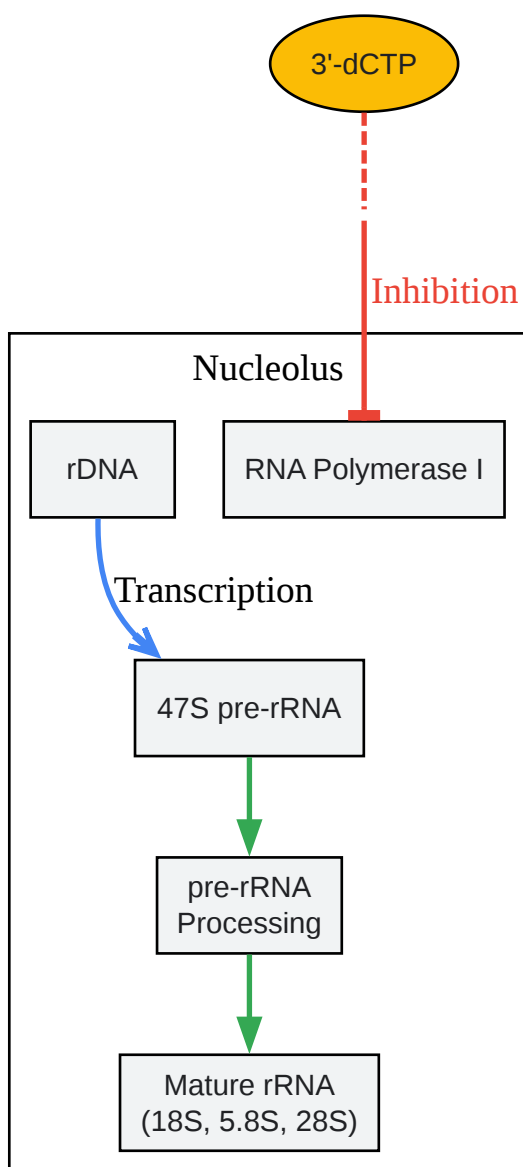 3'-dCTP
Inhibition
Nucleolus
rDNA
RNA Polymerase I
Transcription
47S pre-rRNA
pre-rRNA
Processing
Mature rRNA
(18S, 5.8S, 28S)